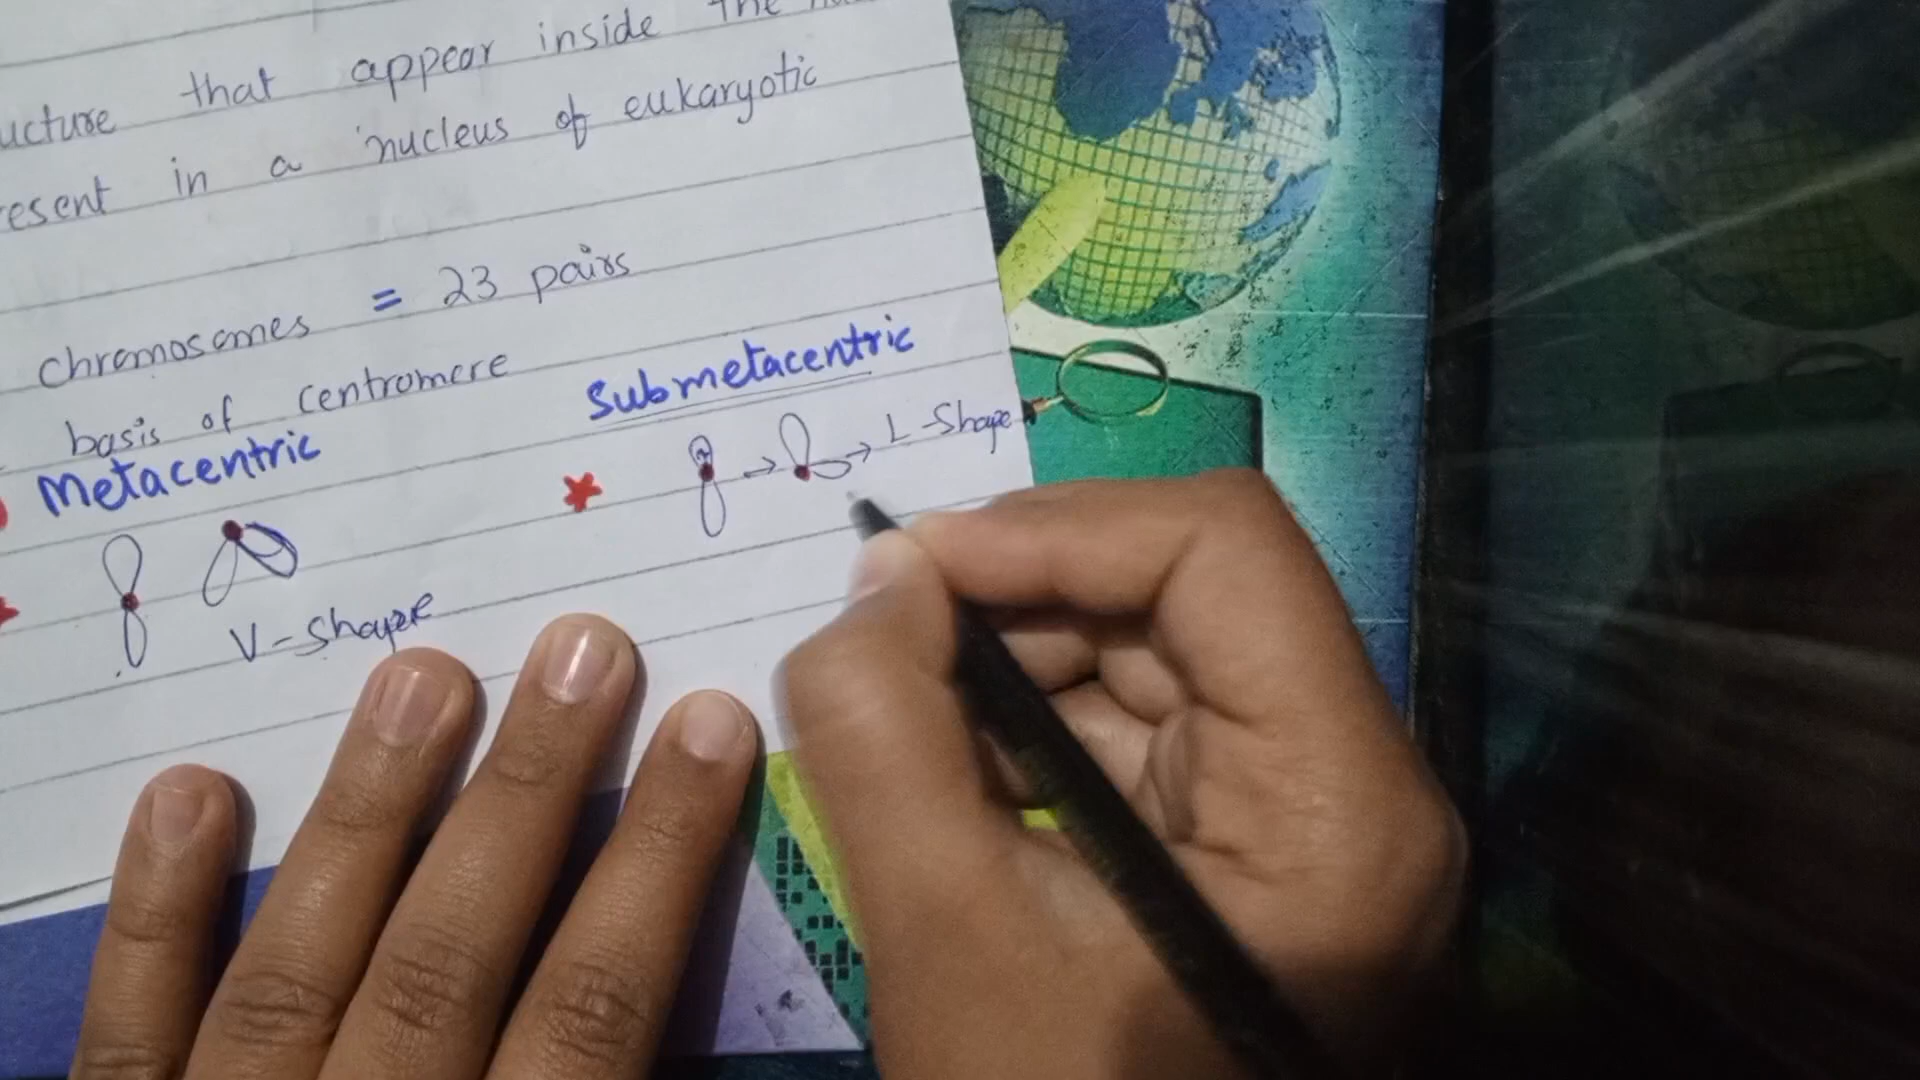 ucture that appear inside the
resent in a nucleus of eukaryotic
chromosomes = 23 pairs
basis of centromere
Metacentric
Submetacentric
→ → L-Shape
V-Shape